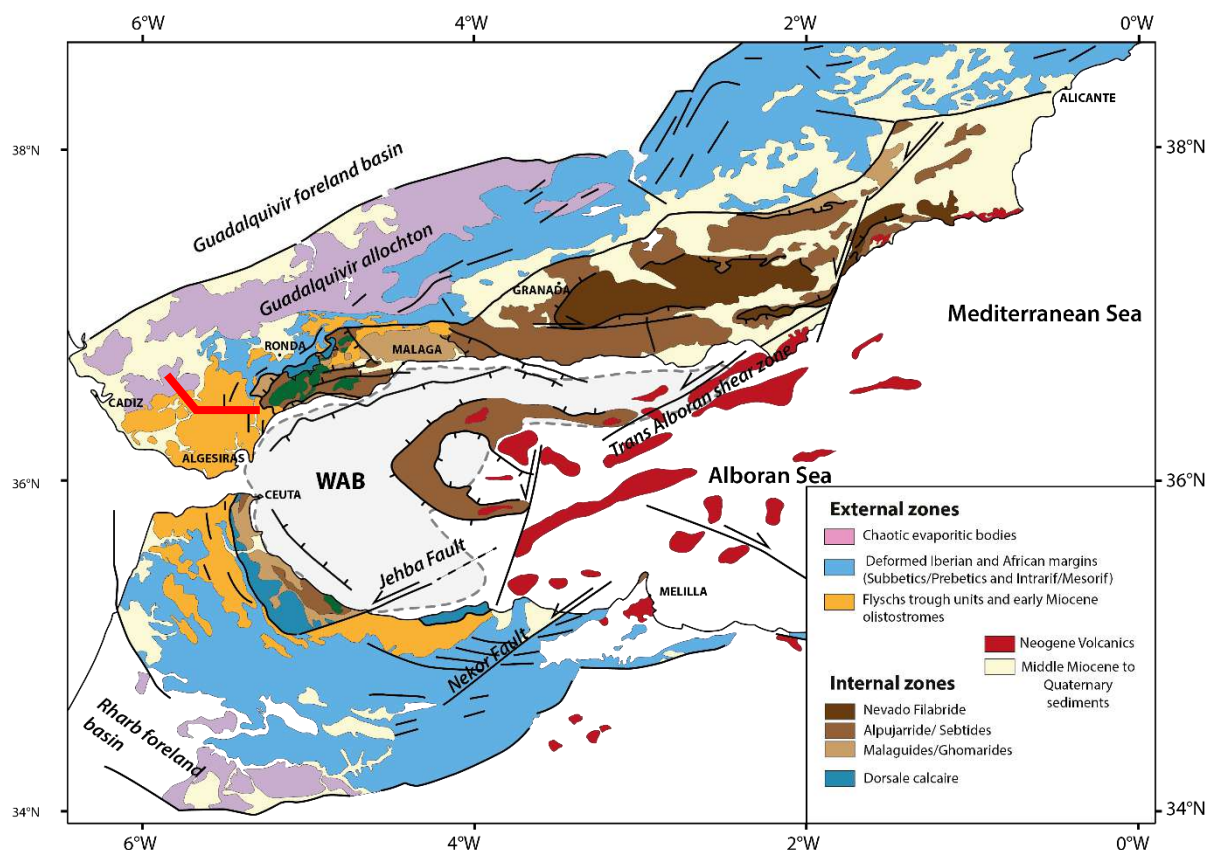 6°W
4°W
2°W
0°W
38°N
38°N
36°N
36°N
34°N
34°N
6°W
4°W
2°W
0°W
ALICANTE
Guadalquivir foreland basin
Guadalquivir allochton
GRANADA
RONDA
MALAGA
CADIZ
ALGESIRAS
CEUTA
WAB
Mediterranean Sea
Trans Alboran shear zone
Alboran Sea
Jehba Fault
MELILLA
Nekor Fault
Rharb foreland
basin
External zones
Chaotic evaporitic bodies
Deformed Iberian and African margins
(Subbetics/Prebetics and Intrarif/Mesorif)
Flyschs trough units and early Miocene
olistostromes
Neogene Volcanics
Middle Miocene to
Quaternary
sediments
Internal zones
Nevado Filabride
Alpujarride/ Sebtides
Malaguides/Ghomarides
Dorsale calcaire